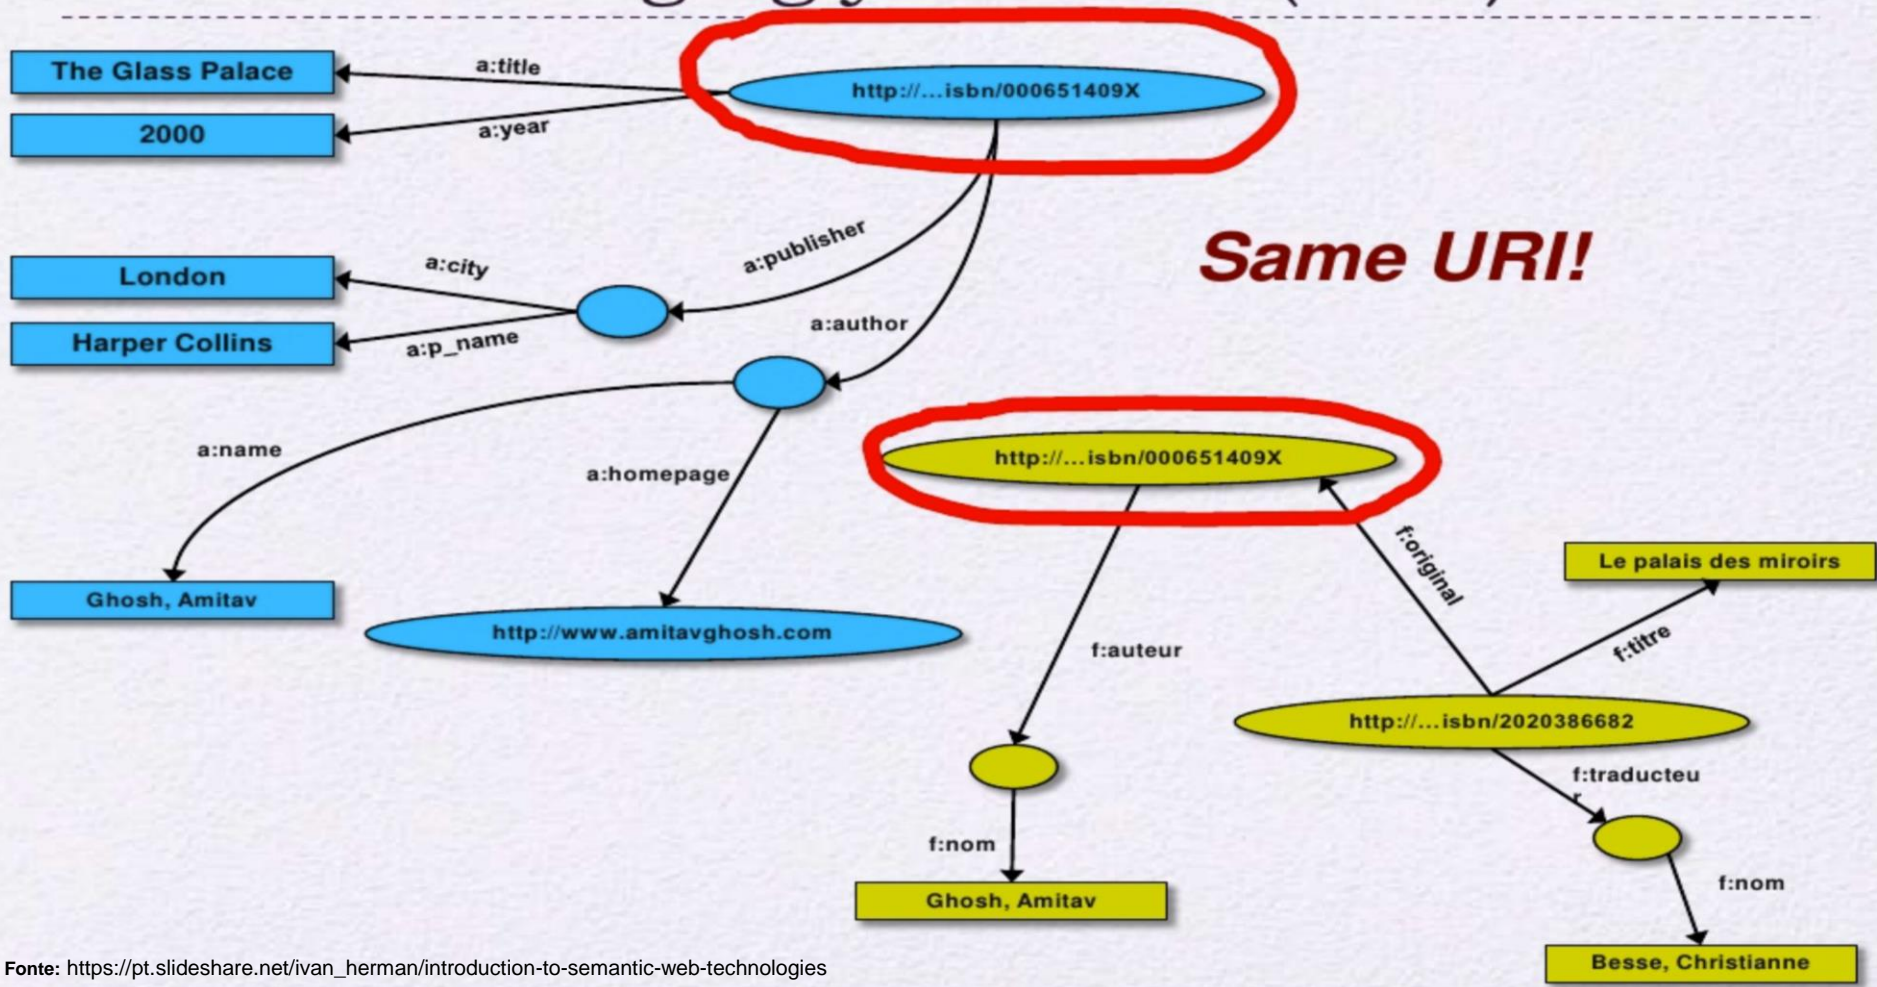 The Glass Palace
a:title
http://...isbn/000651409X
2000
a:year
Same URI!
London
a:city
a:publisher
Harper Collins
a:p_name
a:author
a:name
a:homepage
http://...isbn/000651409X
f:original
Le palais des miroirs
Ghosh, Amitav
http://www.amitavghosh.com
f:auteur
f:titre
http://...isbn/2020386682
f:traducteu
r
f:nom
Ghosh, Amitav
f:nom
Besse, Christianne
Fonte: https://pt.slideshare.net/ivan_herman/introduction-to-semantic-web-technologies